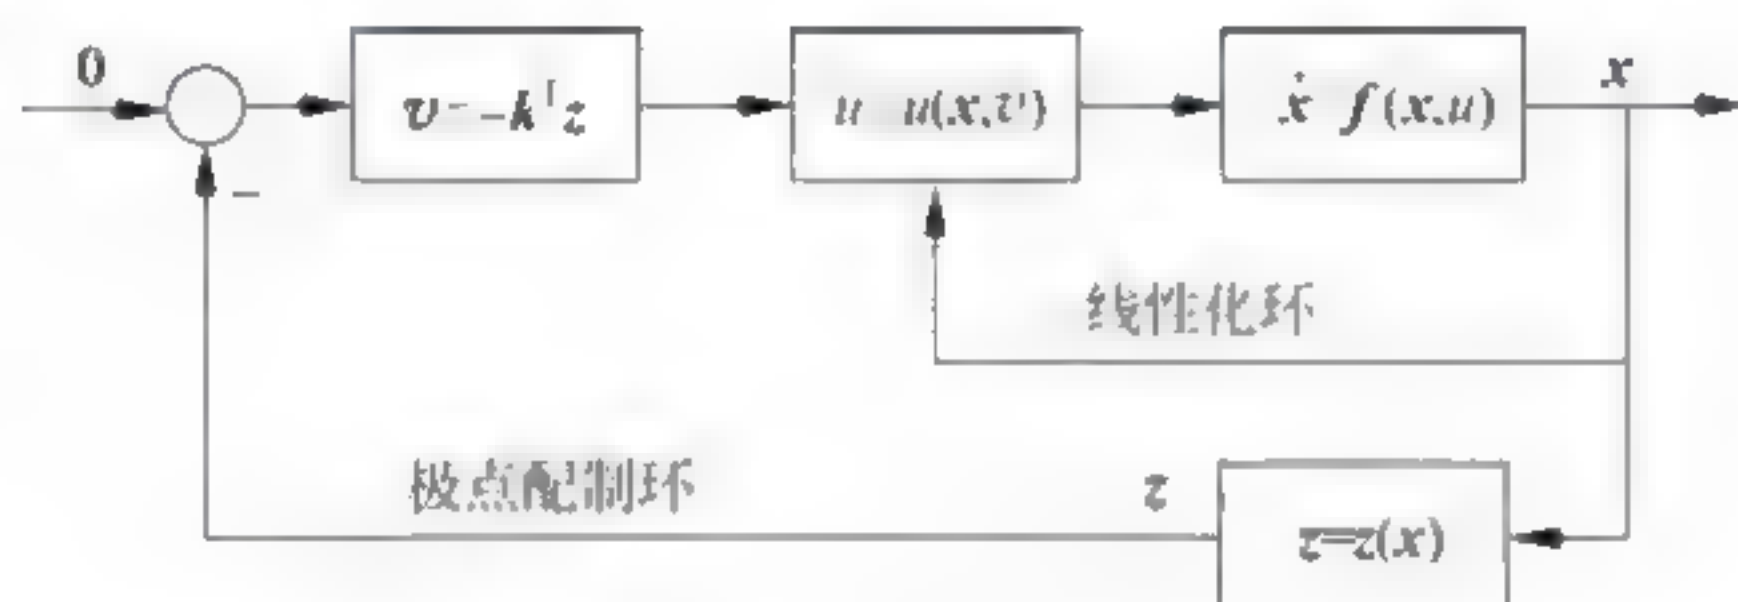 0
v = -kᵀz
u = u(x,v)
ẋ = f(x,u)
x
-
线性化环
极点配制环
z
z=z(x)